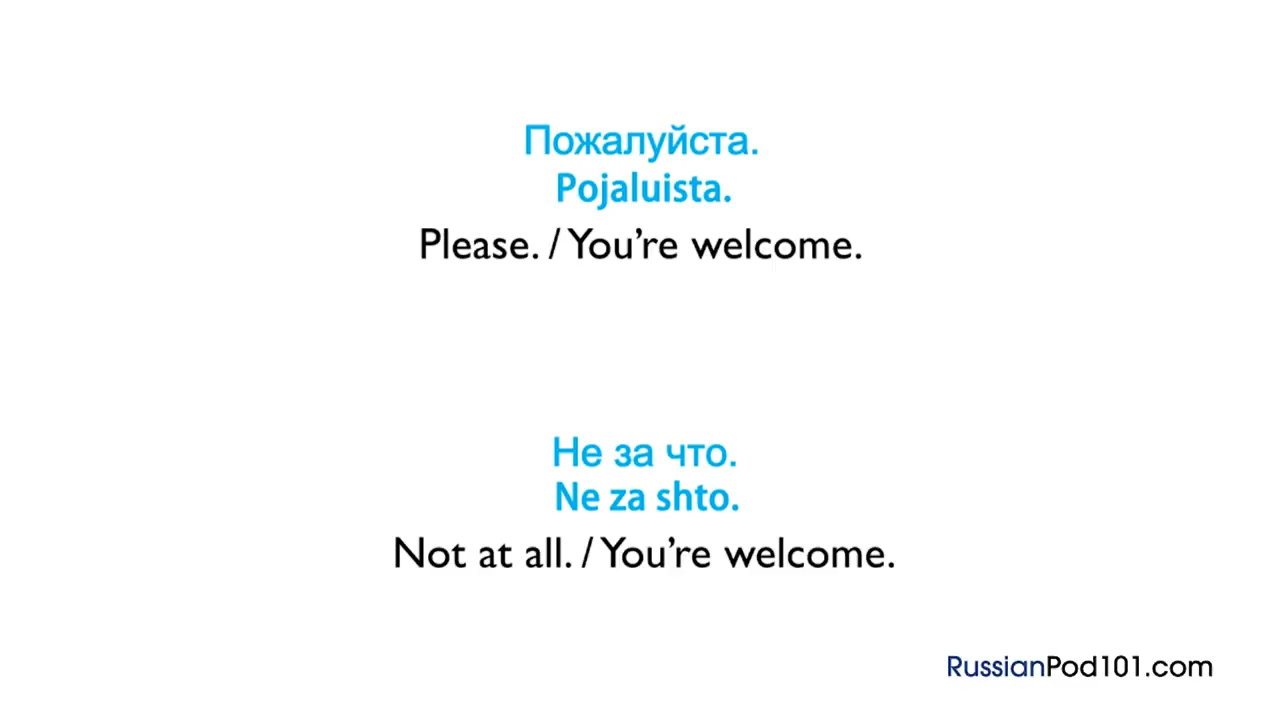 Пожалуйста.
Pojaluista.
Please. / You’re welcome.
Не за что.
Ne za shto.
Not at all. / You’re welcome.
RussianPod101.com